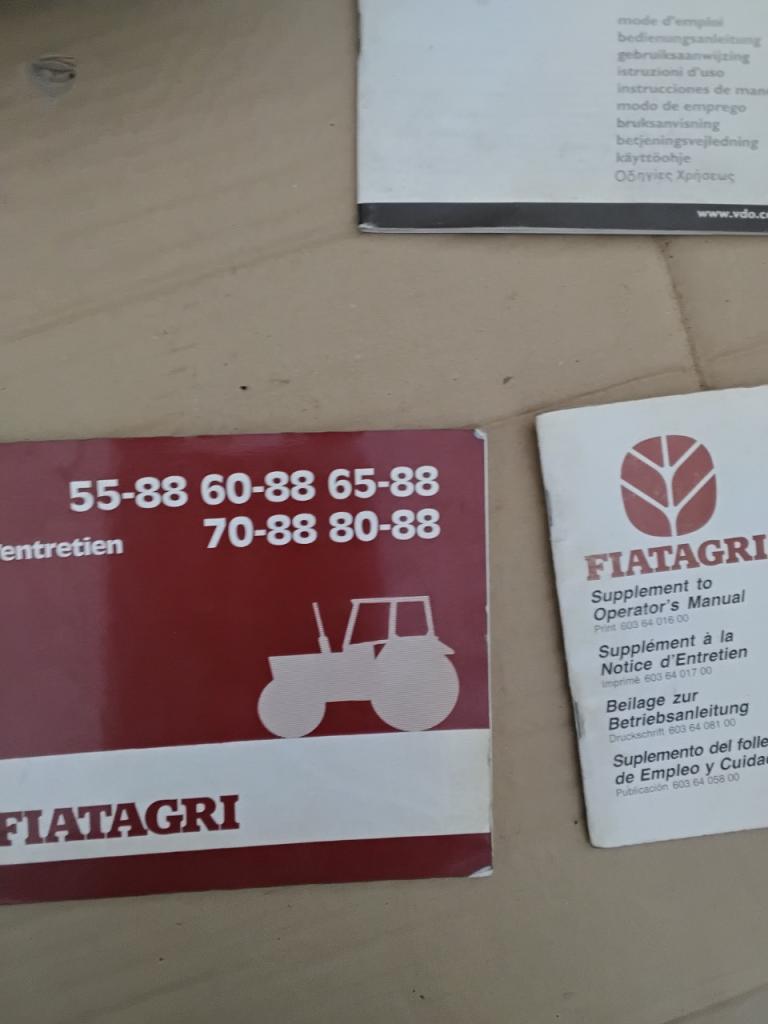 mode d'emploi
bedienungsanleitung
gebruiksaanwijzing
istruzioni d'uso
instrucciones de
modo de emprego
bruksanvisning
betjeningsvejledning
käyttöohje
Οδηγίες Χρήσεως
www.vdo.c
55-88 60-88 65-88
70-88 80-88
'entretien
FIATAGRI
FIATAGRI
Supplement to
Operator's Manual
Print 603 64 016 00
Supplément à la
Notice d'Entretien
Imprimé 603 64 017 00
Beilage zur
Betriebsanleitung
Druckschrift 603 64 081 00
Suplemento del folle
de Empleo y Cuida
Publicación 603 64 058 00